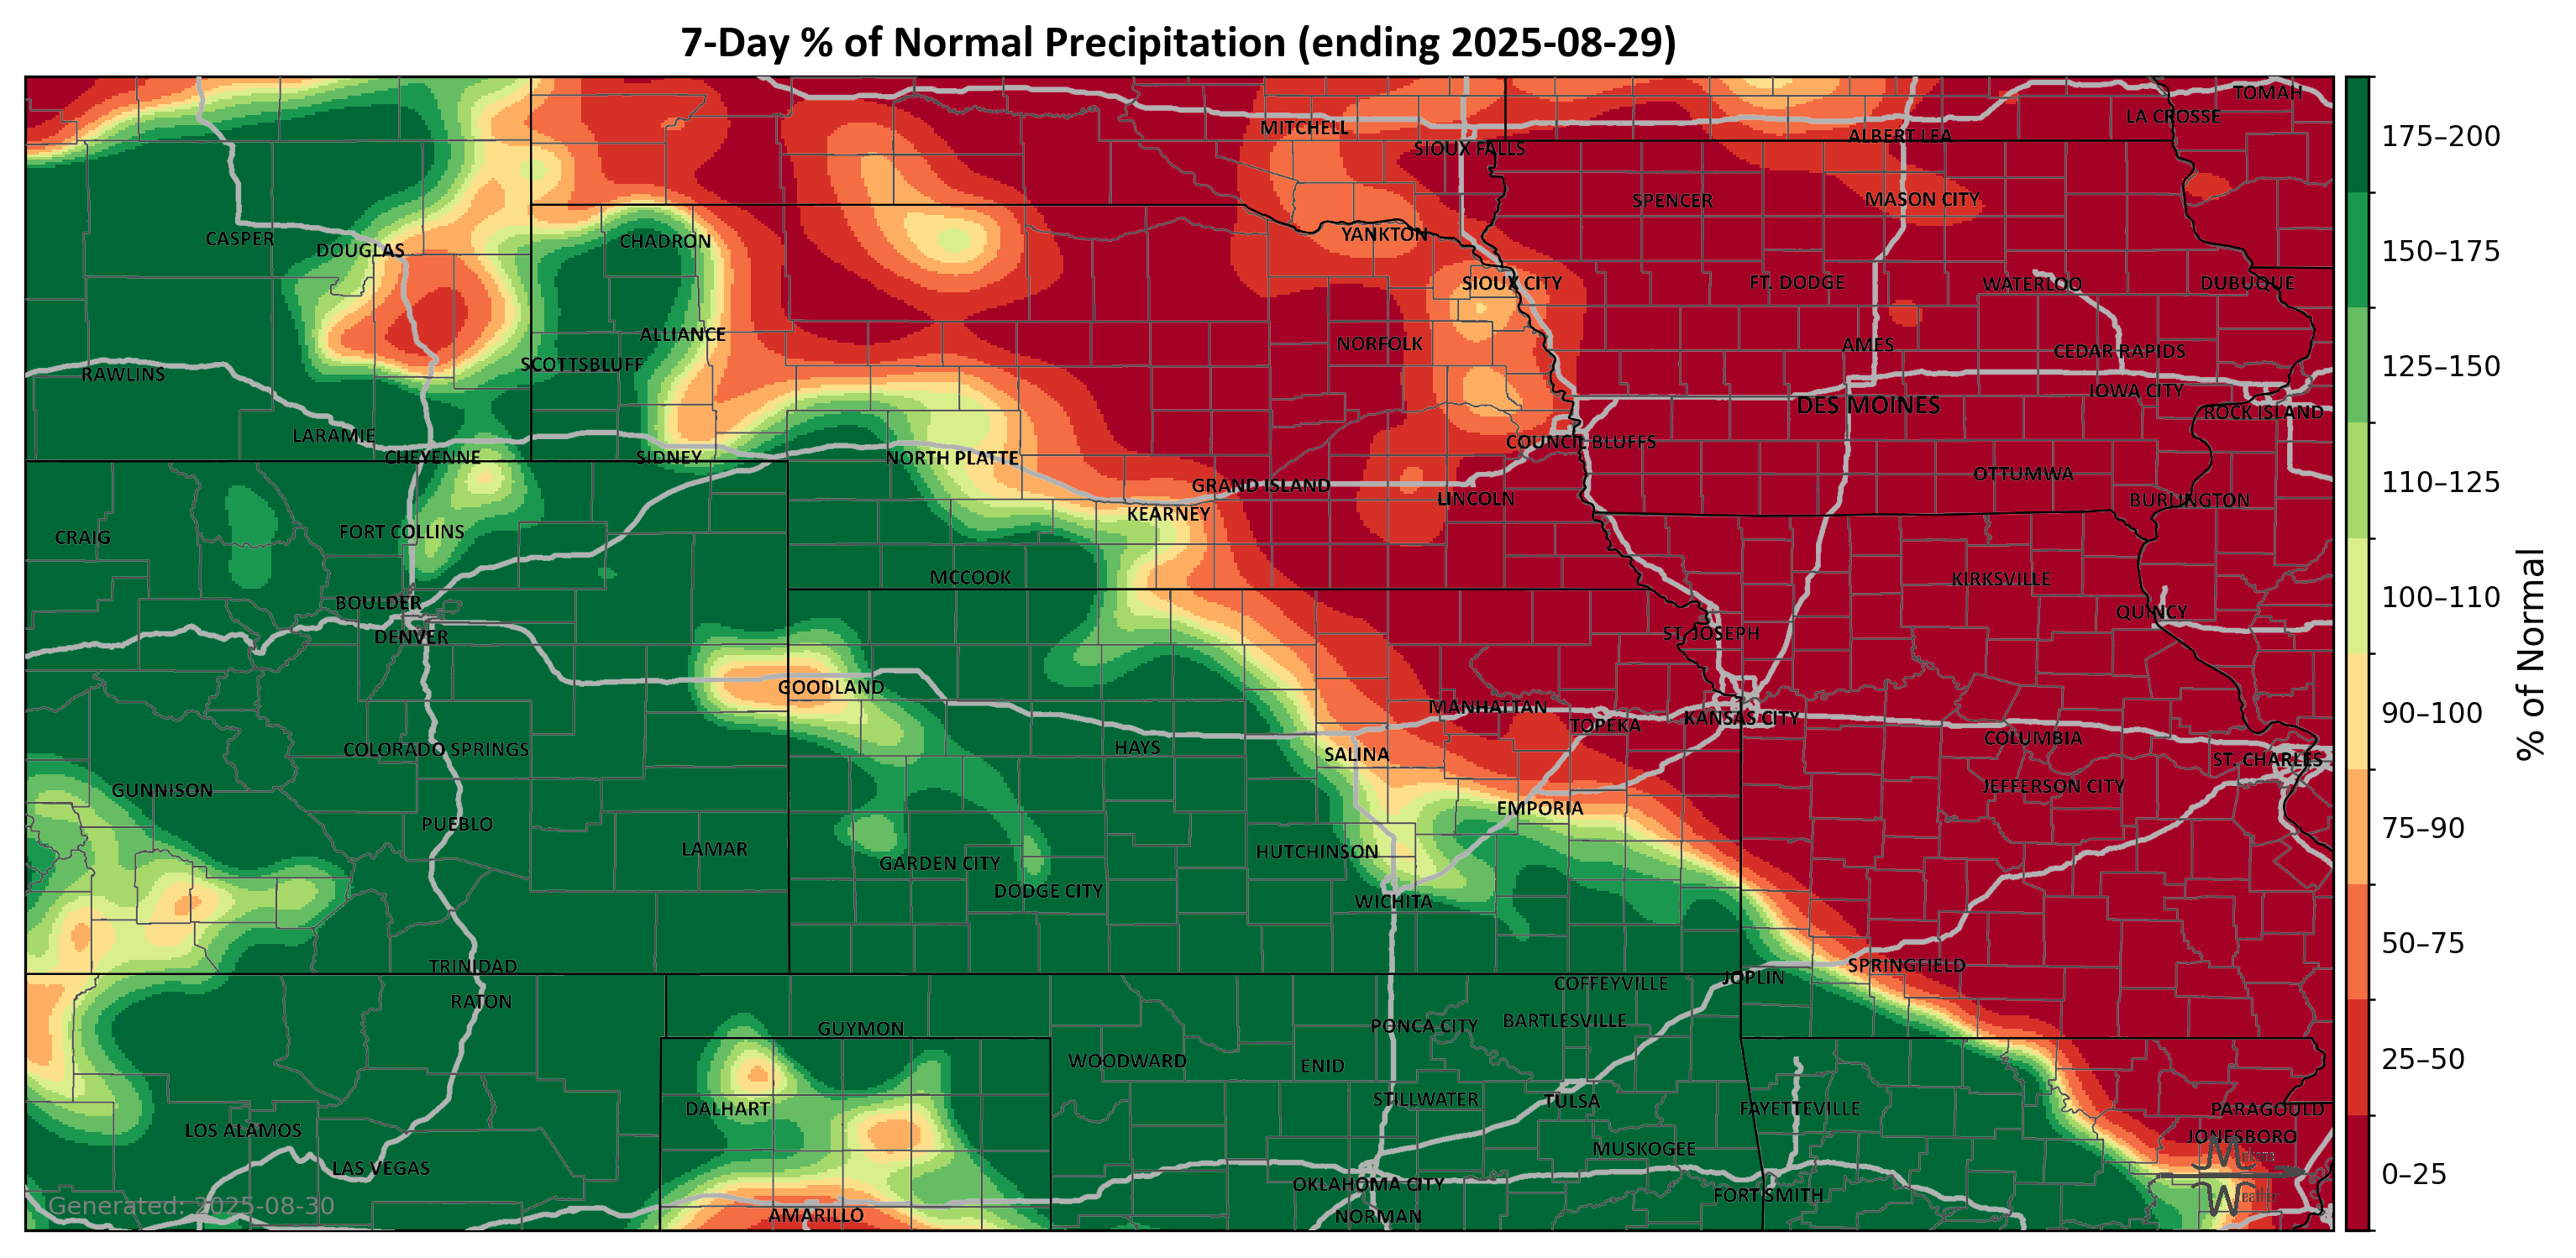 7-Day % of Normal Precipitation (ending 2025-08-29)
TOMAH
LA CROSSE
MITCHELL
ALBERT LEA
SIOUX FALLS
SPENCER
MASON CITY
CASPER
DOUGLAS
CHADRON
YANKTON
SIOUX CITY
FT. DODGE
WATERLOO
DUBUQUE
ALLIANCE
NORFOLK
AMES
CEDAR RAPIDS
RAWLINS
SCOTTSBLUFF
IOWA CITY
DES MOINES
ROCK ISLAND
LARAMIE
COUNCIL BLUFFS
CHEYENNE
SIDNEY
NORTH PLATTE
OTTUMWA
GRAND ISLAND
LINCOLN
BURLINGTON
KEARNEY
CRAIG
FORT COLLINS
MCCOOK
KIRKSVILLE
BOULDER
QUINCY
DENVER
ST. JOSEPH
GOODLAND
MANHATTAN
TOPEKA
KANSAS CITY
COLORADO SPRINGS
HAYS
SALINA
COLUMBIA
ST. CHARLES
GUNNISON
JEFFERSON CITY
PUEBLO
EMPORIA
LAMAR
GARDEN CITY
HUTCHINSON
DODGE CITY
WICHITA
TRINIDAD
SPRINGFIELD
RATON
COFFEYVILLE
JOPLIN
GUYMON
PONCA CITY
BARTLESVILLE
WOODWARD
ENID
DALHART
STILLWATER
TULSA
FAYETTEVILLE
PARAGOULD
LOS ALAMOS
JONESBORO
LAS VEGAS
MUSKOGEE
OKLAHOMA CITY
FORT SMITH
AMARILLO
NORMAN
Generated: 2025-08-30
Makens
Weather
175–200
150–175
125–150
110–125
100–110
90–100
75–90
50–75
25–50
0–25
% of Normal